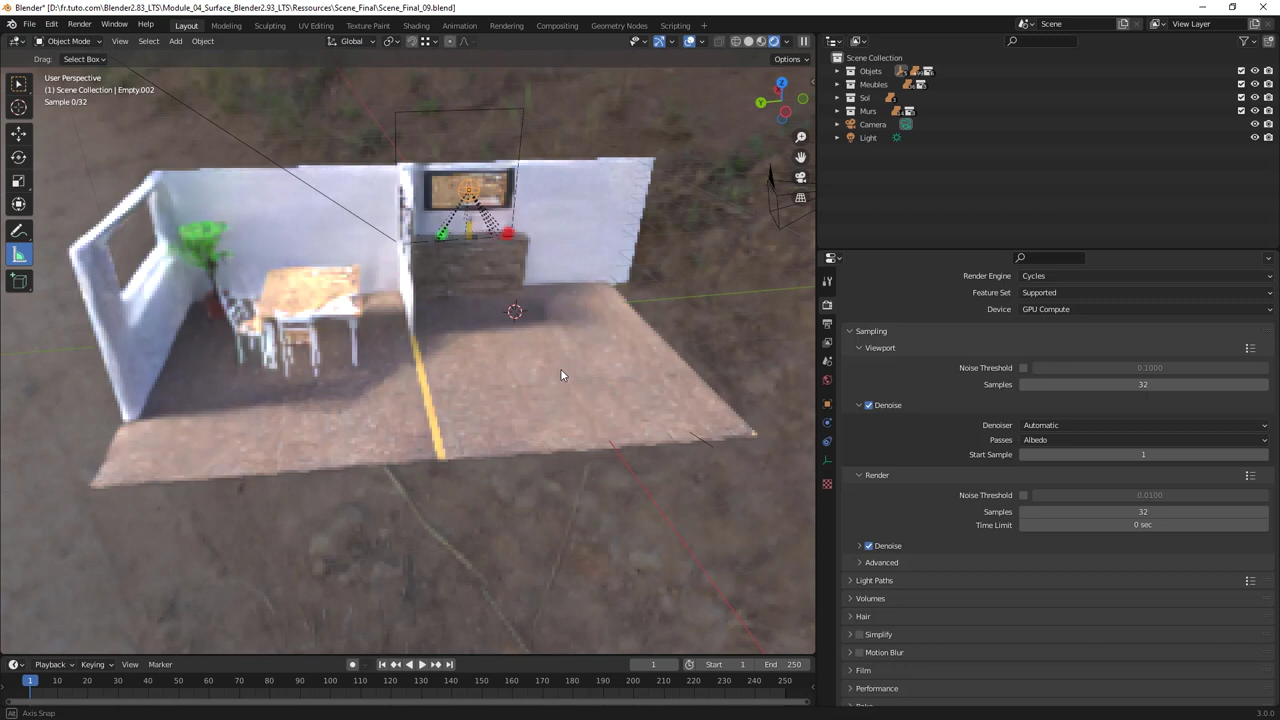 Blender* [D:\fr.tuto.com\Blender2.83_LTS\Module_04_Surface_Blender2.93_LTS\Ressources\Scene_Final\Scene_Final_09.blend]
File Edit Render Window Help Layout Modeling Sculpting UV Editing Texture Paint Shading Animation Rendering Compositing Geometry Nodes Scripting + Scene View Layer
Object Mode View Select Add Object Global
Drag: Select Box Options
User Perspective
(1) Scene Collection | Empty.002
Sample 0/32
Z
Y
Scene Collection
Objets
Meubles
Sol
Murs
Camera
Light
Render Engine Cycles
Feature Set Supported
Device GPU Compute
Sampling
Viewport
Noise Threshold 0.1000
Samples 32
Denoise
Denoiser Automatic
Passes Albedo
Start Sample 1
Render
Noise Threshold 0.0100
Samples 32
Time Limit 0 sec
Denoise
Advanced
Light Paths
Volumes
Hair
Simplify
Motion Blur
Film
Performance
Playback Keying View Marker 1 Start 1 End 250
1 10 20 30 40 50 60 70 80 90 100 110 120 130 140 150 160 170 180 190 200 210 220 230 240 250
Axis Snap 3.0.0